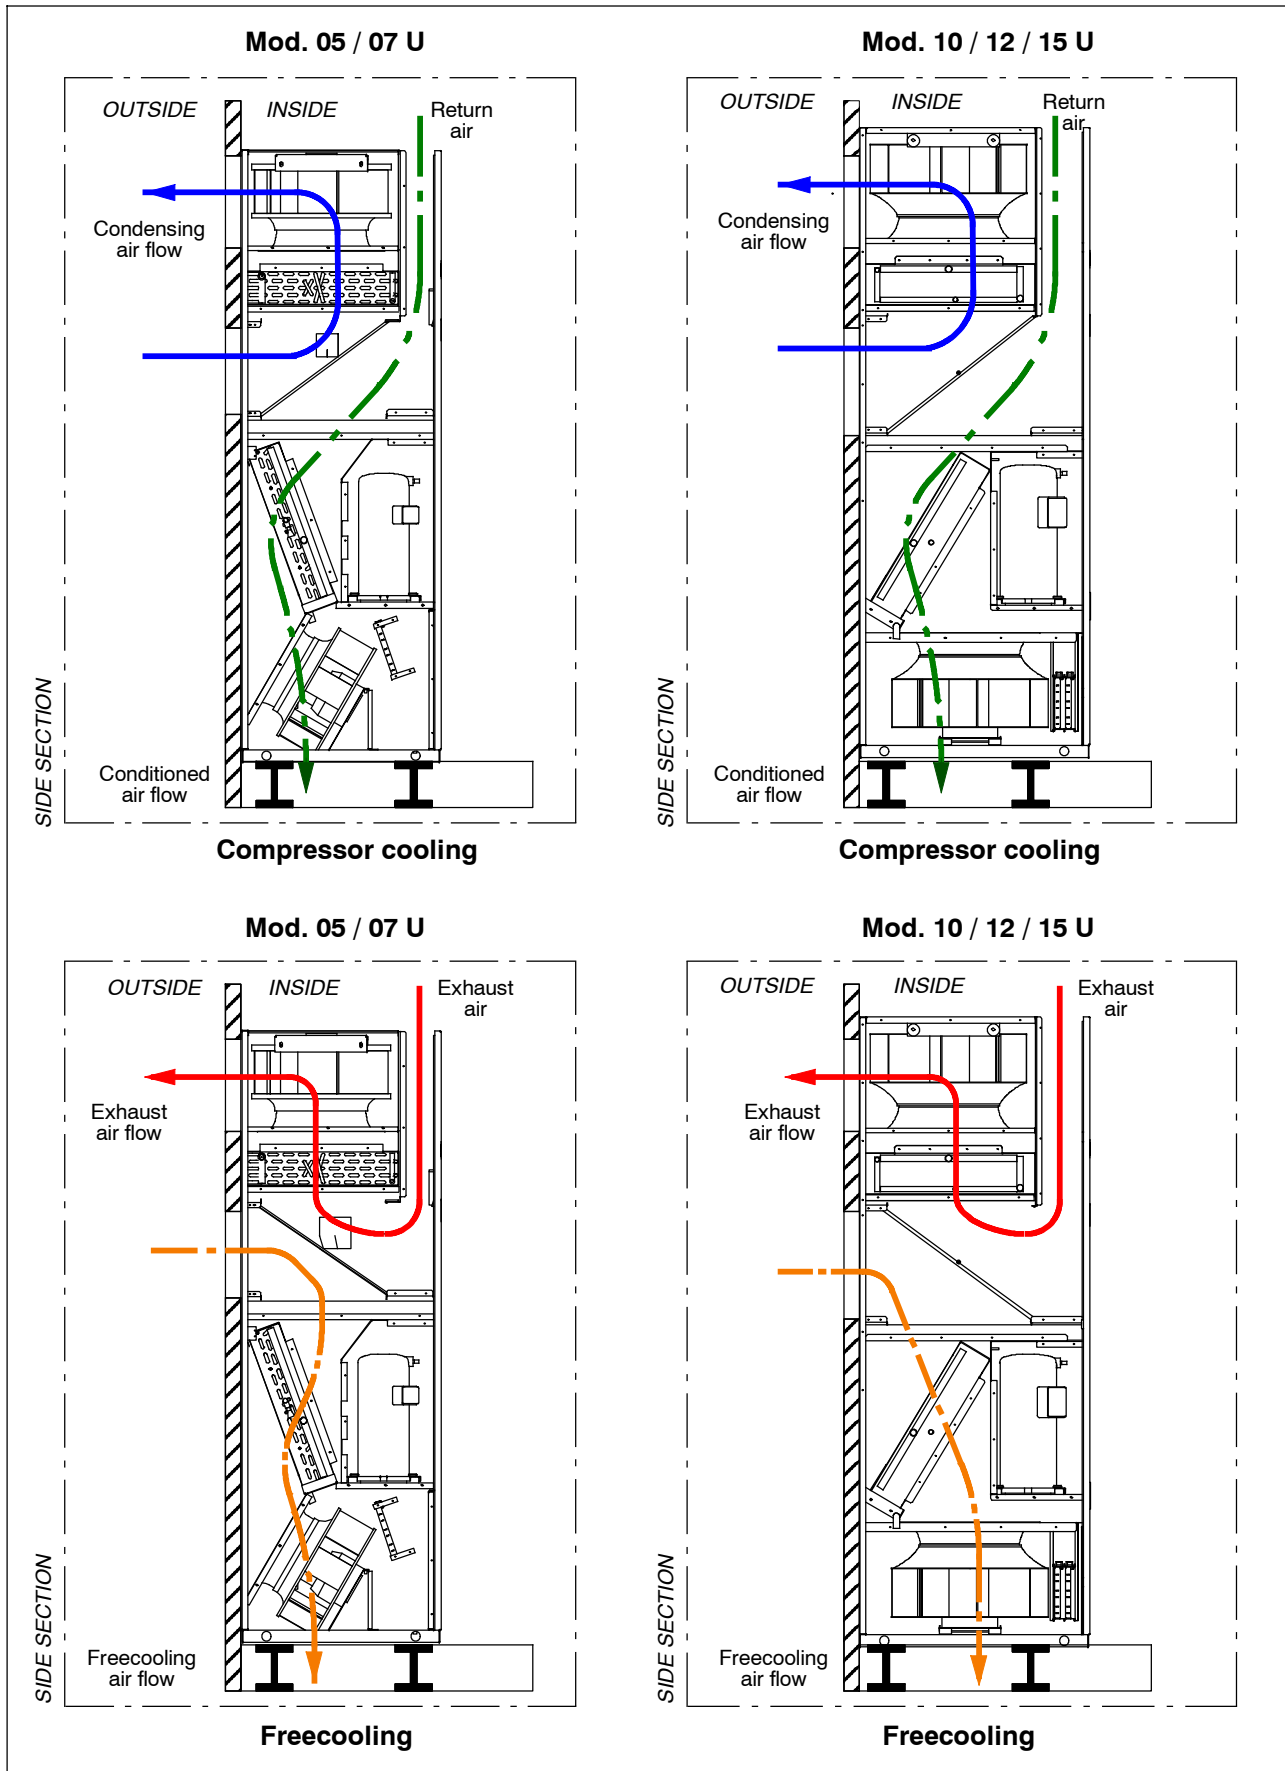 Mod. 05 / 07 U
OUTSIDE
INSIDE
Return
air
Condensing
air flow
SIDE SECTION
Conditioned
air flow
Compressor cooling
Mod. 10 / 12 / 15 U
OUTSIDE
INSIDE
Return
air
Condensing
air flow
SIDE SECTION
Conditioned
air flow
Compressor cooling
Mod. 05 / 07 U
OUTSIDE
INSIDE
Exhaust
air
Exhaust
air flow
SIDE SECTION
Freecooling
air flow
Freecooling
Mod. 10 / 12 / 15 U
OUTSIDE
INSIDE
Exhaust
air
Exhaust
air flow
SIDE SECTION
Freecooling
air flow
Freecooling